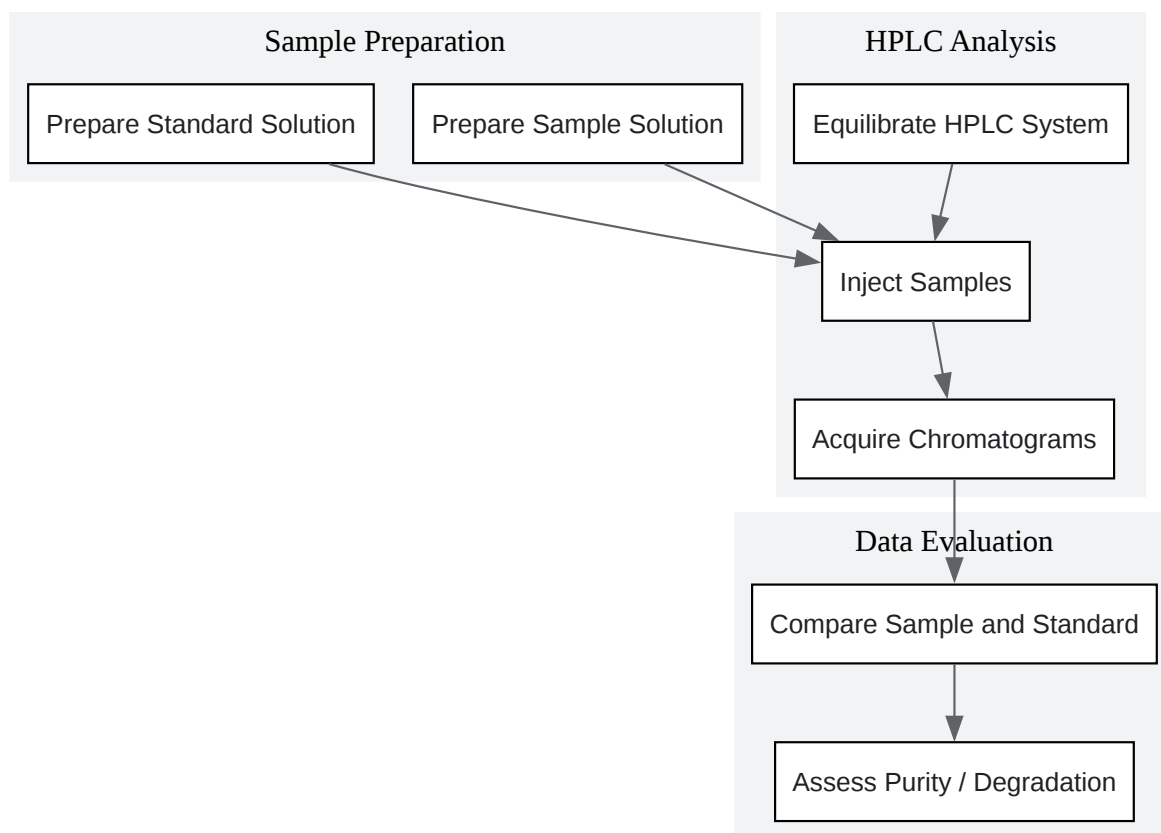 Sample Preparation
Prepare Standard Solution
Prepare Sample Solution
HPLC Analysis
Equilibrate HPLC System
Inject Samples
Acquire Chromatograms
Data Evaluation
Compare Sample and Standard
Assess Purity / Degradation